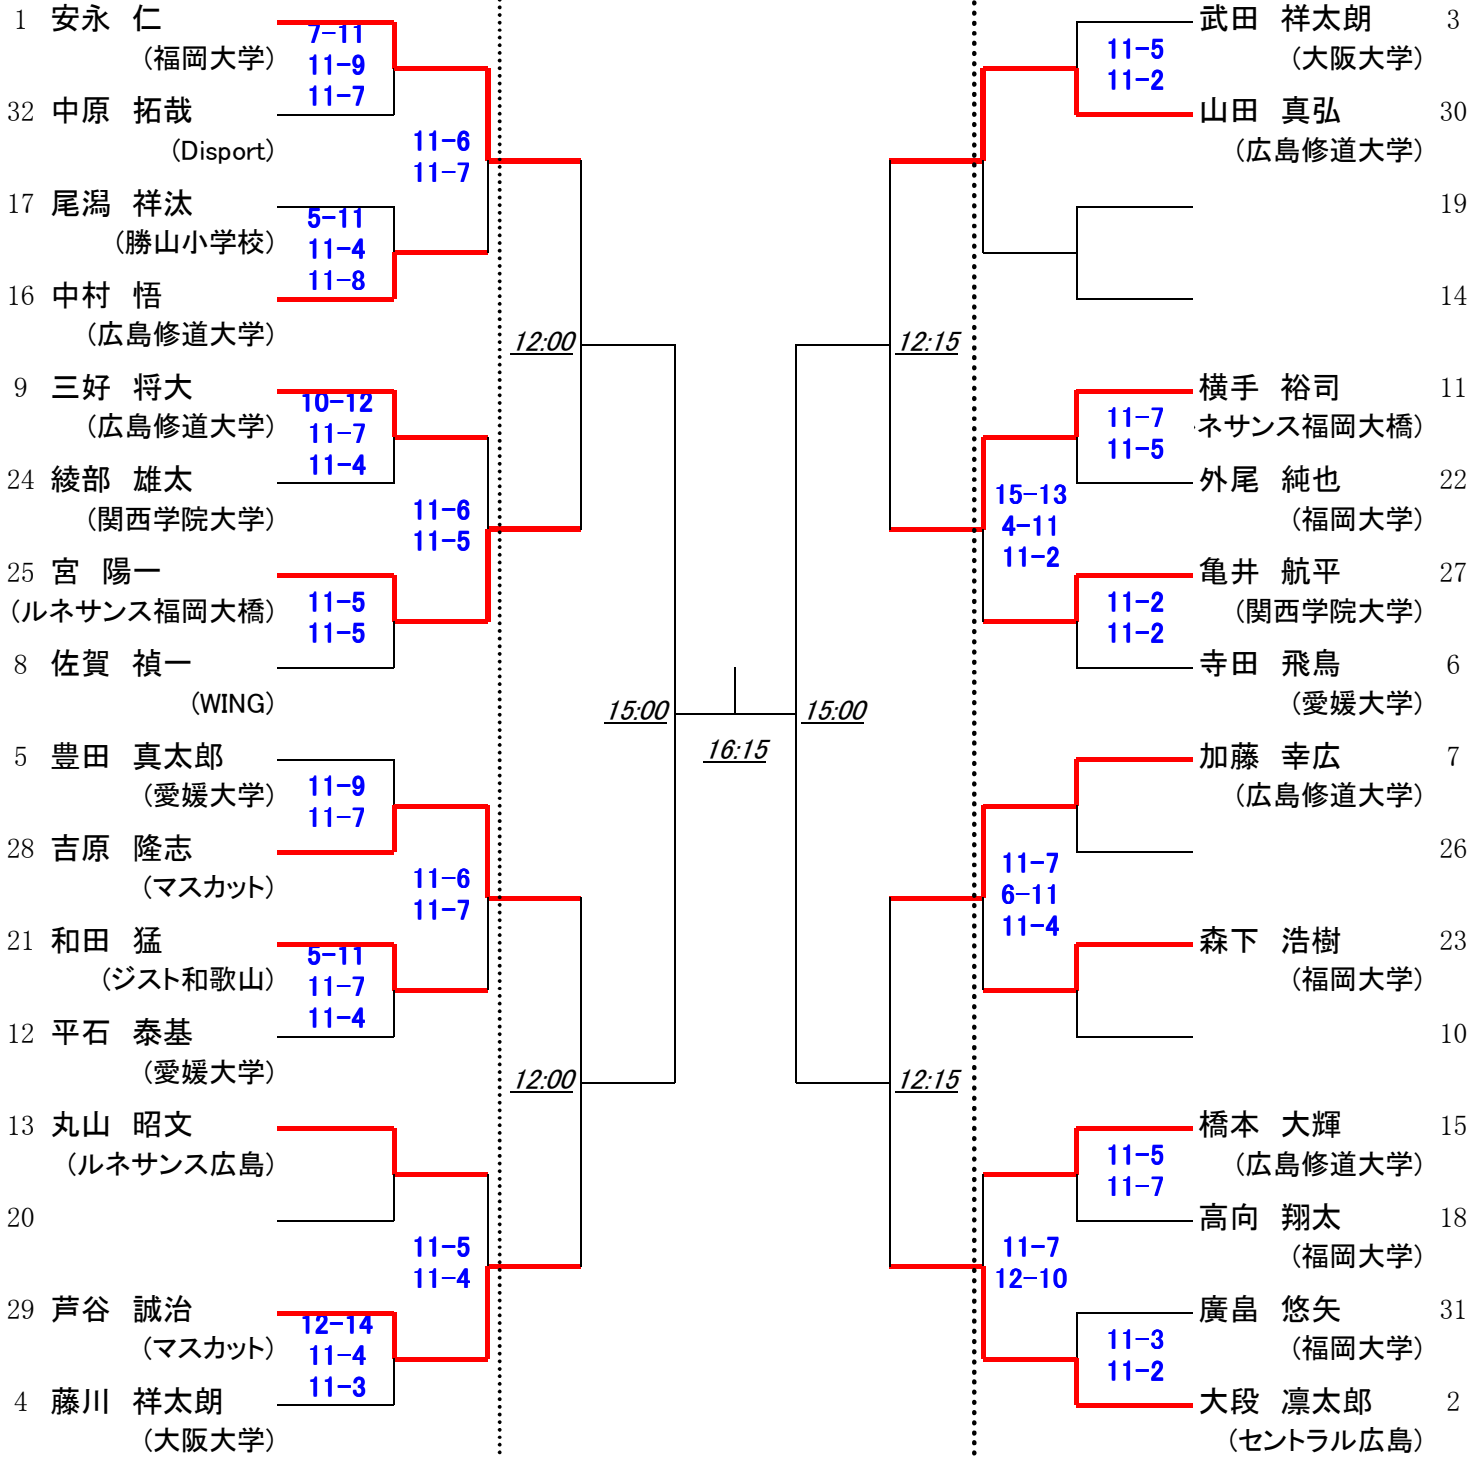 1 安永 仁
(福岡大学)
7-11
11-9
11-7
32 中原 拓哉
(Disport)
11-6
11-7
17 尾潟 祥汰
(勝山小学校)
5-11
11-4
11-8
16 中村 悟
(広島修道大学)
12:00
9 三好 将大
(広島修道大学)
10-12
11-7
11-4
24 綾部 雄太
(関西学院大学)
11-6
11-5
25 宮 陽一
(ルネサンス福岡大橋)
11-5
11-5
8 佐賀 禎一
(WING)
15:00
5 豊田 真太郎
(愛媛大学)
11-9
11-7
28 吉原 隆志
(マスカット)
11-6
11-7
21 和田 猛
(ジスト和歌山)
5-11
11-7
11-4
12 平石 泰基
(愛媛大学)
12:00
13 丸山 昭文
(ルネサンス広島)
20
11-5
11-4
29 芦谷 誠治
(マスカット)
12-14
11-4
11-3
4 藤川 祥太朗
(大阪大学)
16:15
武田 祥太朗 3
(大阪大学)
11-5
11-2
山田 真弘 30
(広島修道大学)
19
14
12:15
横手 裕司 11
ネサンス福岡大橋)
11-7
11-5
外尾 純也 22
(福岡大学)
15-13
4-11
11-2
亀井 航平 27
(関西学院大学)
11-2
11-2
寺田 飛鳥 6
(愛媛大学)
15:00
加藤 幸広 7
(広島修道大学)
26
11-7
6-11
11-4
森下 浩樹 23
(福岡大学)
10
12:15
橋本 大輝 15
(広島修道大学)
11-5
11-7
高向 翔太 18
(福岡大学)
11-7
12-10
廣畠 悠矢 31
(福岡大学)
11-3
11-2
大段 凛太郎 2
(セントラル広島)